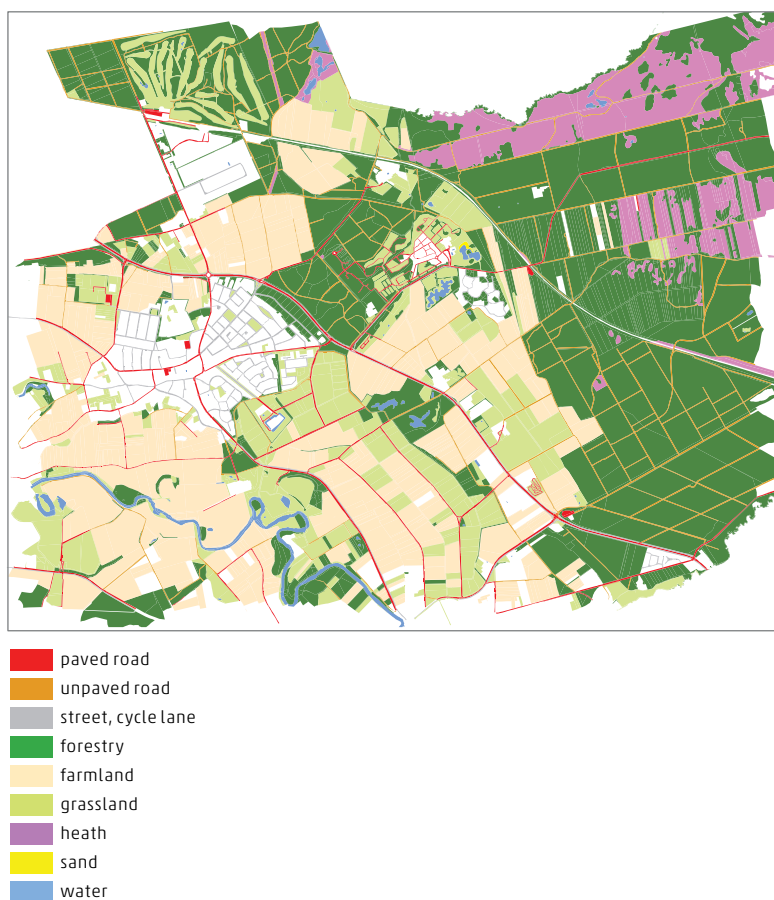 paved road
unpaved road
street, cycle lane
forestry
farmland
grassland
heath
sand
water